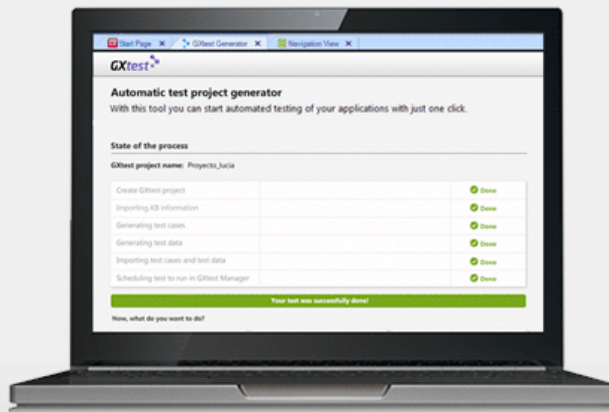 Start Page X GXtest Generator X Navigation View X
GXtest
Automatic test project generator
With this tool you can start automated testing of your applications with just one click.
State of the process
GXtest project name: Proyecto_lucia
Create GXtest project Done
Importing KB information Done
Generating test cases Done
Generating test data Done
Importing test cases and test data Done
Scheduling test to run in GXtest Manager Done
Your test was successfully done!
Now, what do you want to do?